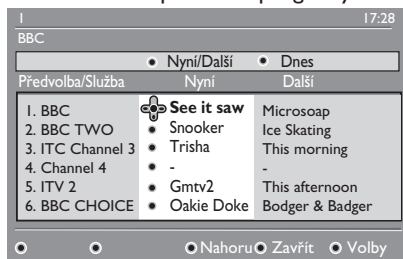 1 17:28
BBC
Nyní/Další Dnes
Předvolba/Služba Nyní Další
1. BBC See it saw Microsoap
2. BBC TWO Snooker Ice Skating
3. ITC Channel 3 Trisha This morning
4. Channel 4 - -
5. ITV 2 Gmtv2 This afternoon
6. BBC CHOICE Oakie Doke Bodger & Badger
Nahoru Zavřít Volby